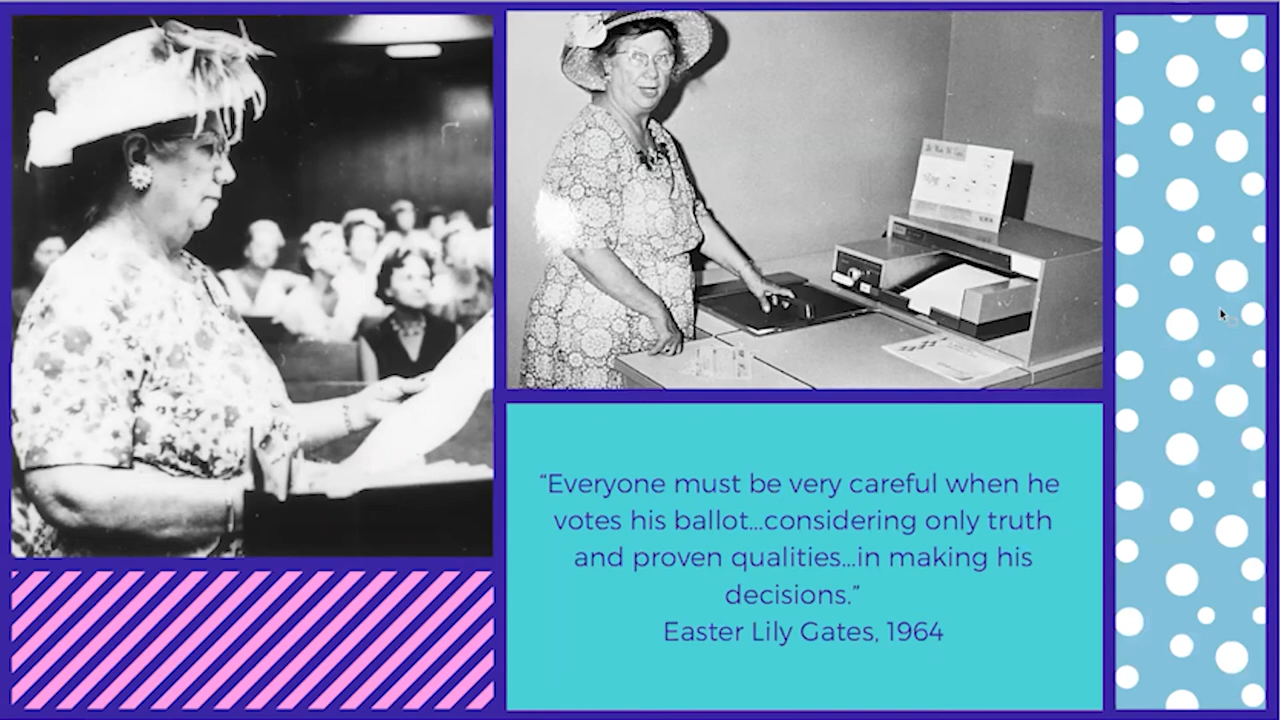 “Everyone must be very careful when he
votes his ballot...considering only truth
and proven qualities...in making his
decisions.”
Easter Lily Gates, 1964